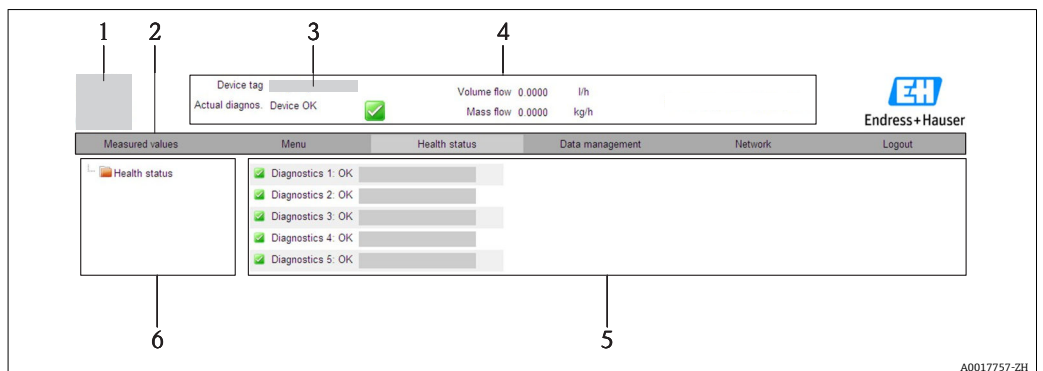 1 2 3 4
Device tag
Volume flow 0.0000 l/h
Actual diagnos. Device OK
Mass flow 0.0000 kg/h
EH
Endress+Hauser
Measured values Menu Health status Data management Network Logout
Health status
Diagnostics 1: OK
Diagnostics 2: OK
Diagnostics 3: OK
Diagnostics 4: OK
Diagnostics 5: OK
6 5
A0017757-ZH